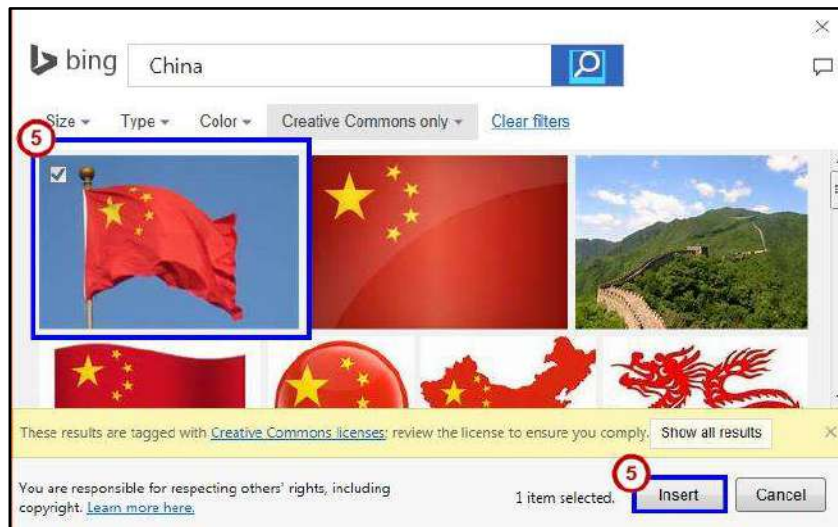 bing
China
Size Type Color Creative Commons only Clear filters
5
These results are tagged with Creative Commons licenses; review the license to ensure you comply. Show all results
5
You are responsible for respecting others' rights, including
copyright. Learn more here.
1 item selected. Insert Cancel